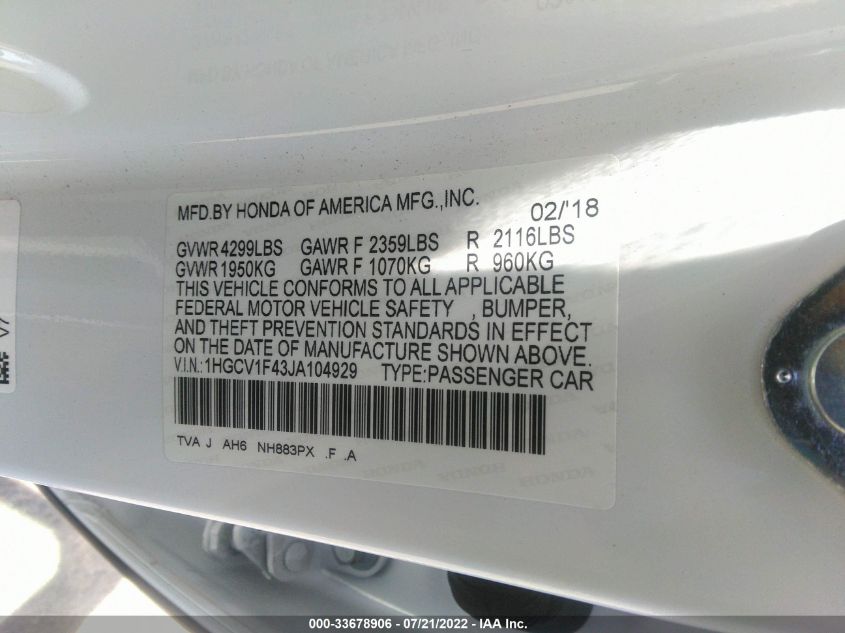 MFD.BY HONDA OF AMERICA MFG.,INC. 02/'18
GVWR 4299LBS GAWR F 2359LBS R 2116LBS
GVWR 1950KG GAWR F 1070KG R 960KG
THIS VEHICLE CONFORMS TO ALL APPLICABLE
FEDERAL MOTOR VEHICLE SAFETY , BUMPER,
AND THEFT PREVENTION STANDARDS IN EFFECT
ON THE DATE OF MANUFACTURE SHOWN ABOVE.
V.I.N.:1HGCV1F43JA104929 TYPE:PASSENGER CAR
TVA J AH6 NH883PX .F .A
000-33678906 - 07/21/2022 - IAA Inc.